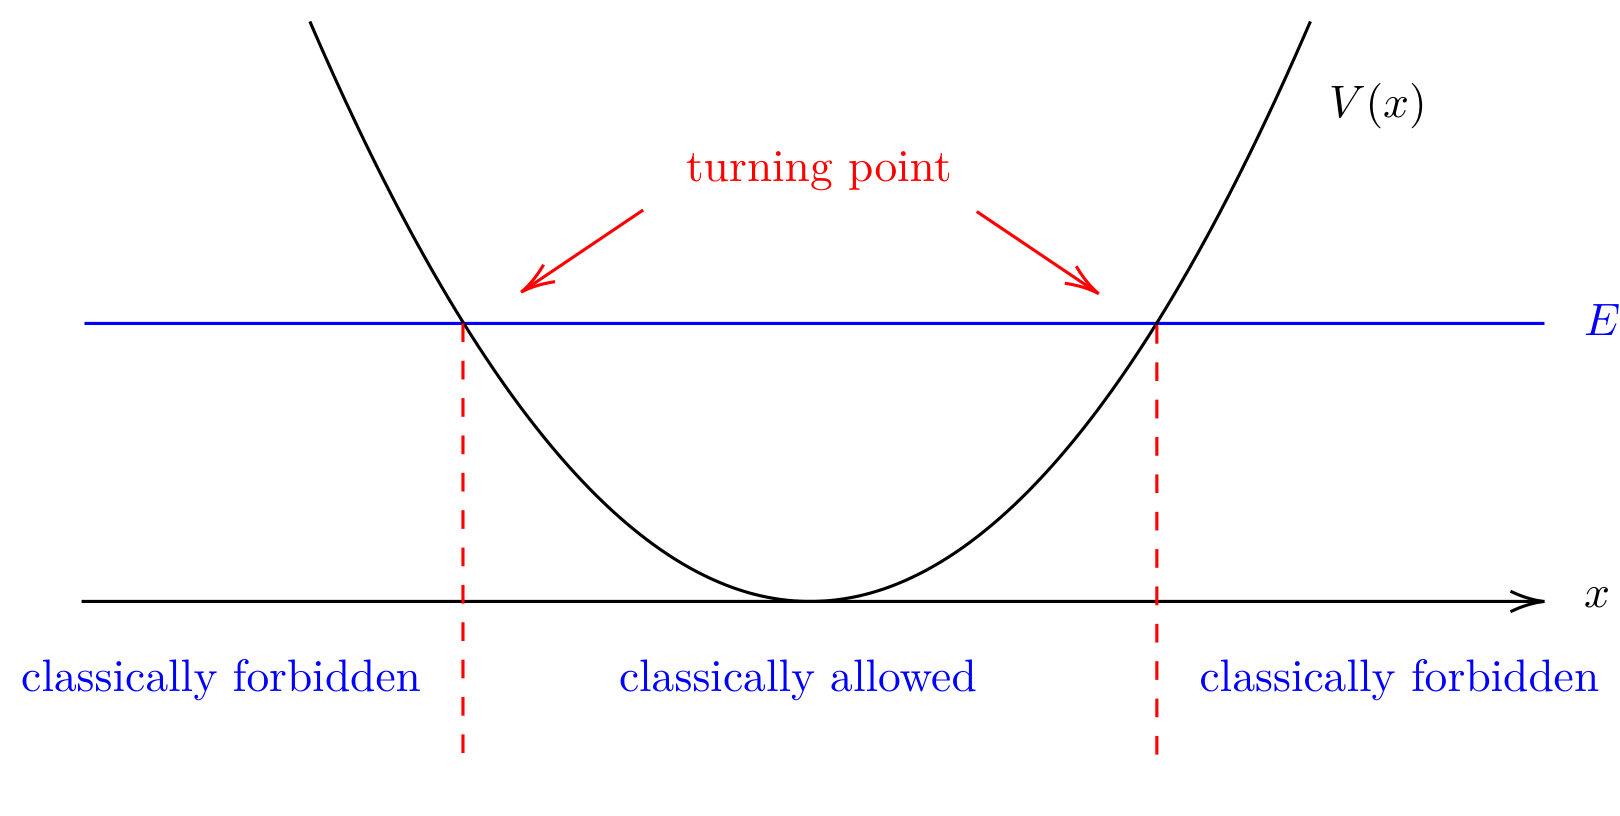 V(x)
turning point
E
x
classically forbidden
classically allowed
classically forbidden